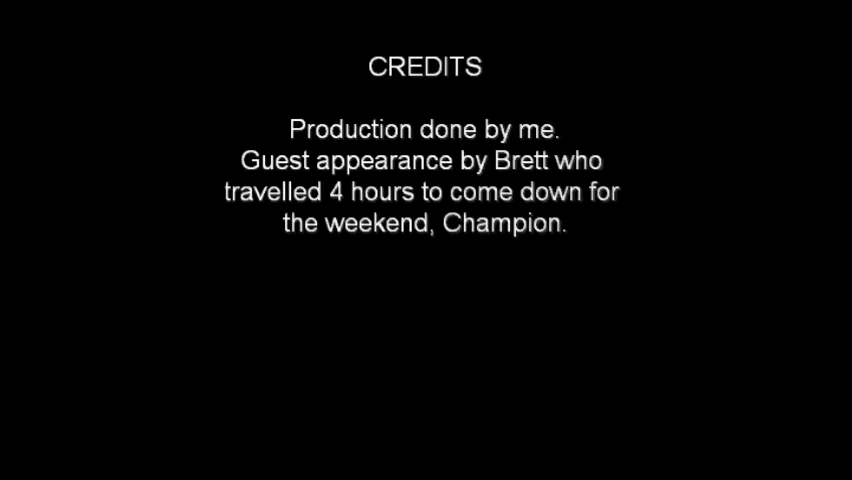 CREDITS
Production done by me.
Guest appearance by Brett who
travelled 4 hours to come down for
the weekend, Champion.